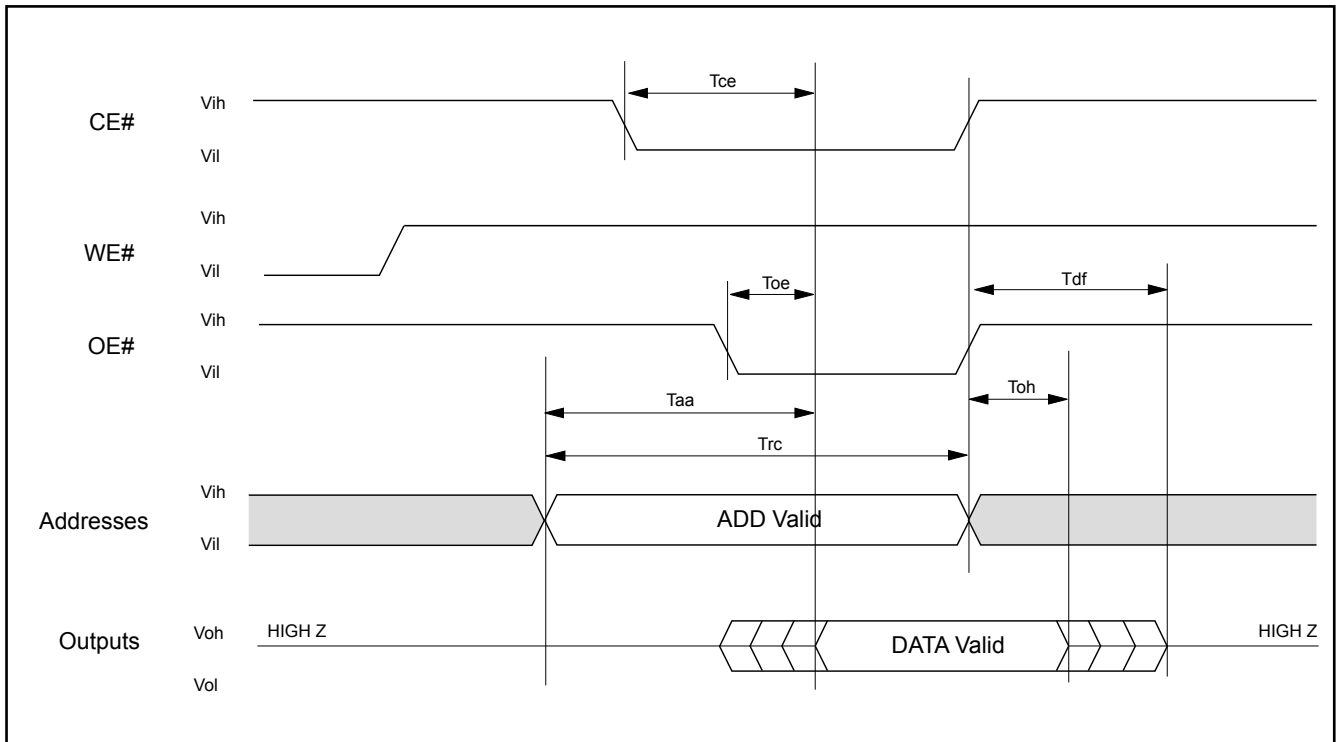 Tce
CE#
Vih
Vil
WE#
Vih
Vil
Toe
Tdf
OE#
Vih
Vil
Taa
Toh
Trc
Addresses
Vih
Vil
ADD Valid
Outputs
Voh
Vol
HIGH Z
DATA Valid
HIGH Z